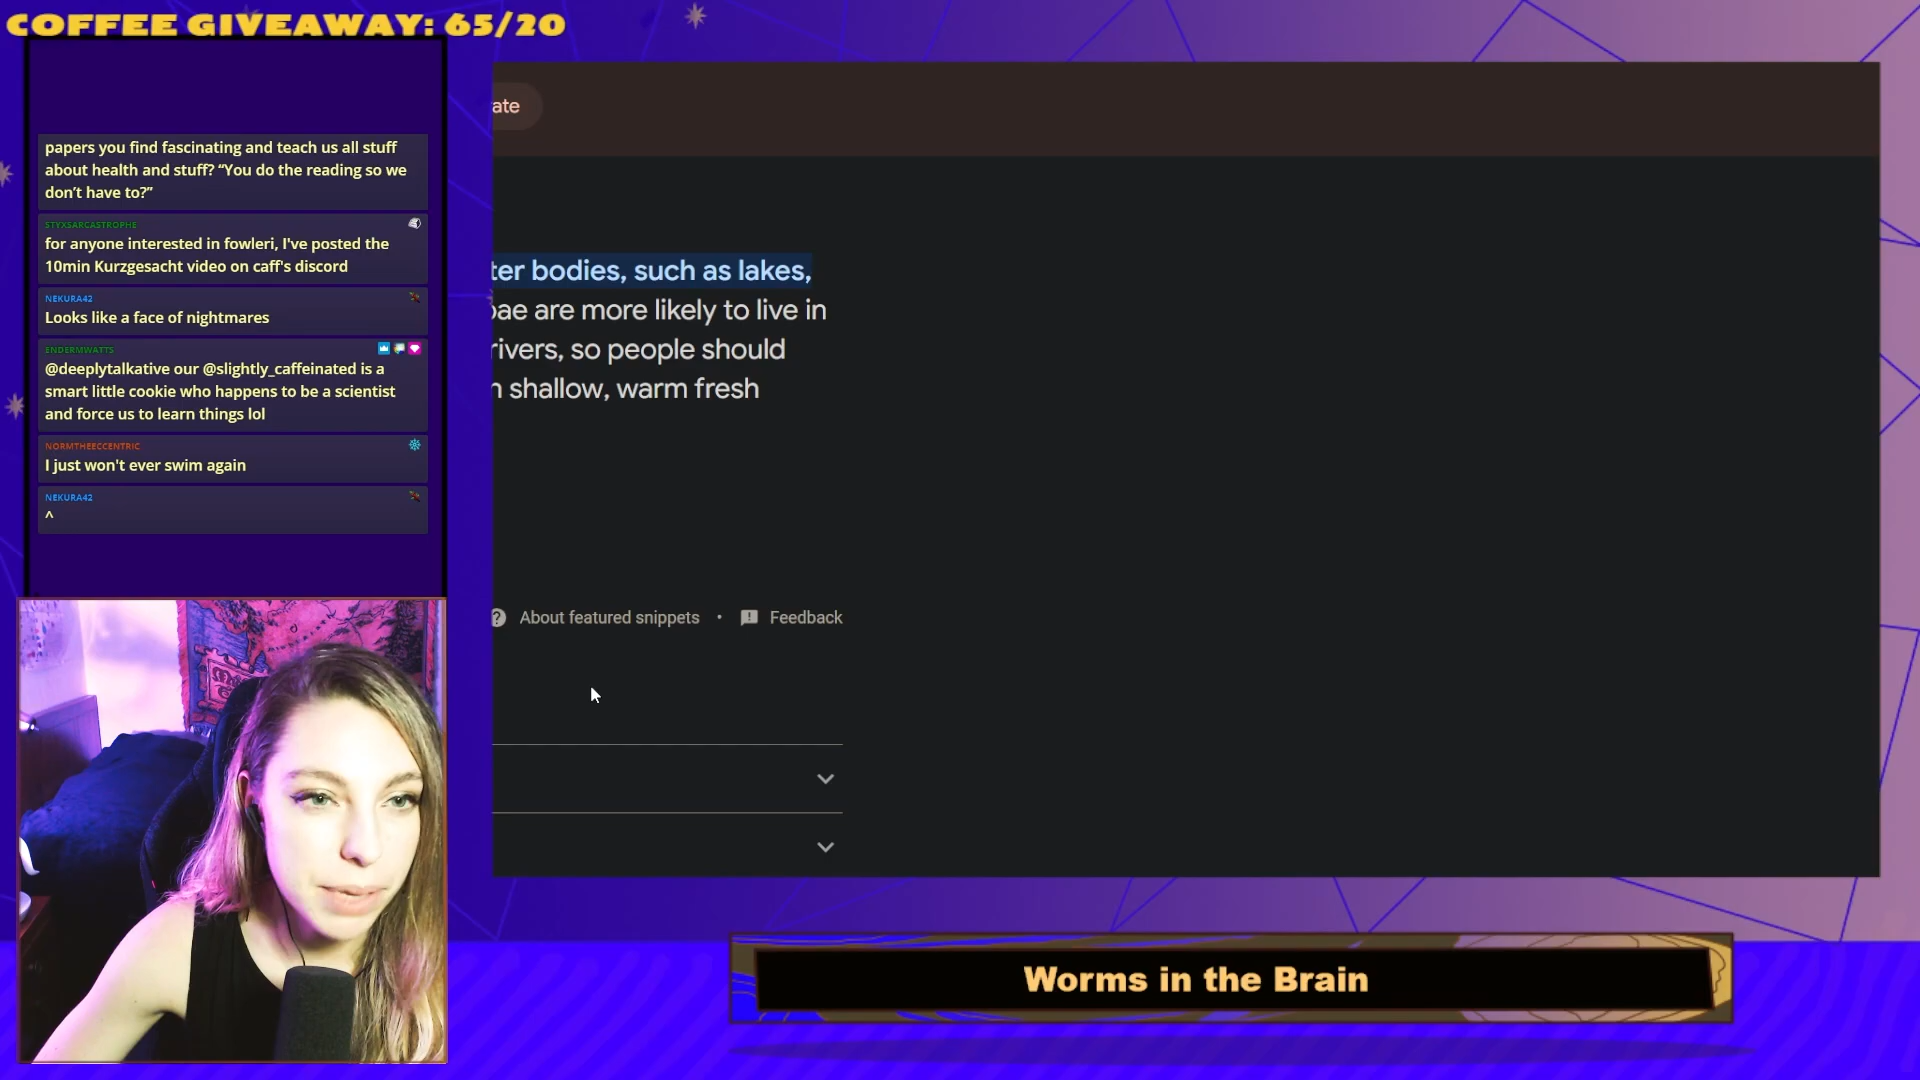 COFFEE GIVEAWAY: 65/20
papers you find fascinating and teach us all stuff
about health and stuff? “You do the reading so we
don’t have to?”
STYXSARCASTROPHE
for anyone interested in fowleri, I've posted the
10min Kurzgesacht video on caff's discord
NEKURA42
Looks like a face of nightmares
ENDERMWATTS
@deeplytalkative our @slightly_caffeinated is a
smart little cookie who happens to be a scientist
and force us to learn things lol
NORMTHEECCENTRIC
I just won't ever swim again
NEKURA42
^
ate
ter bodies, such as lakes,
bae are more likely to live in
rivers, so people should
n shallow, warm fresh
About featured snippets • Feedback
Worms in the Brain